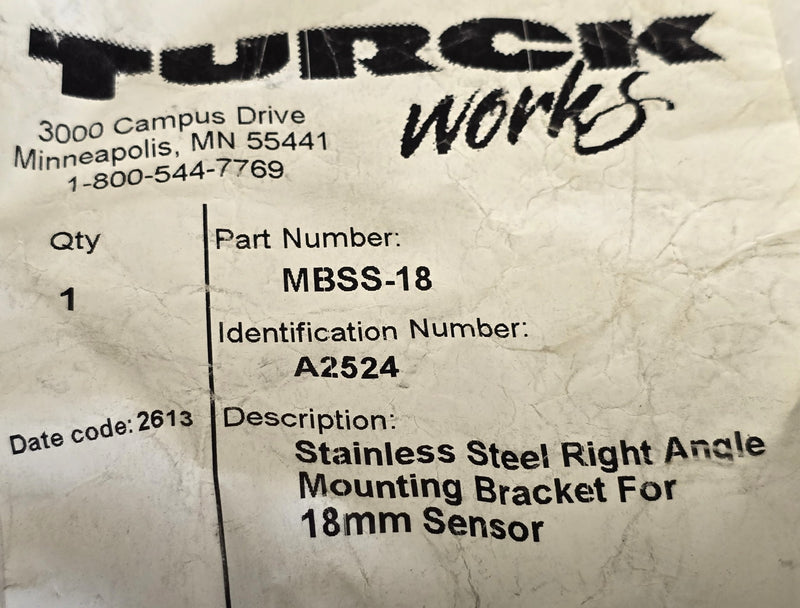 TURCK
works
3000 Campus Drive
Minneapolis, MN 55441
1-800-544-7769
Qty
1
Part Number:
MBSS-18
Identification Number:
A2524
Date code: 2613
Description:
Stainless Steel Right Angle
Mounting Bracket For
18mm Sensor